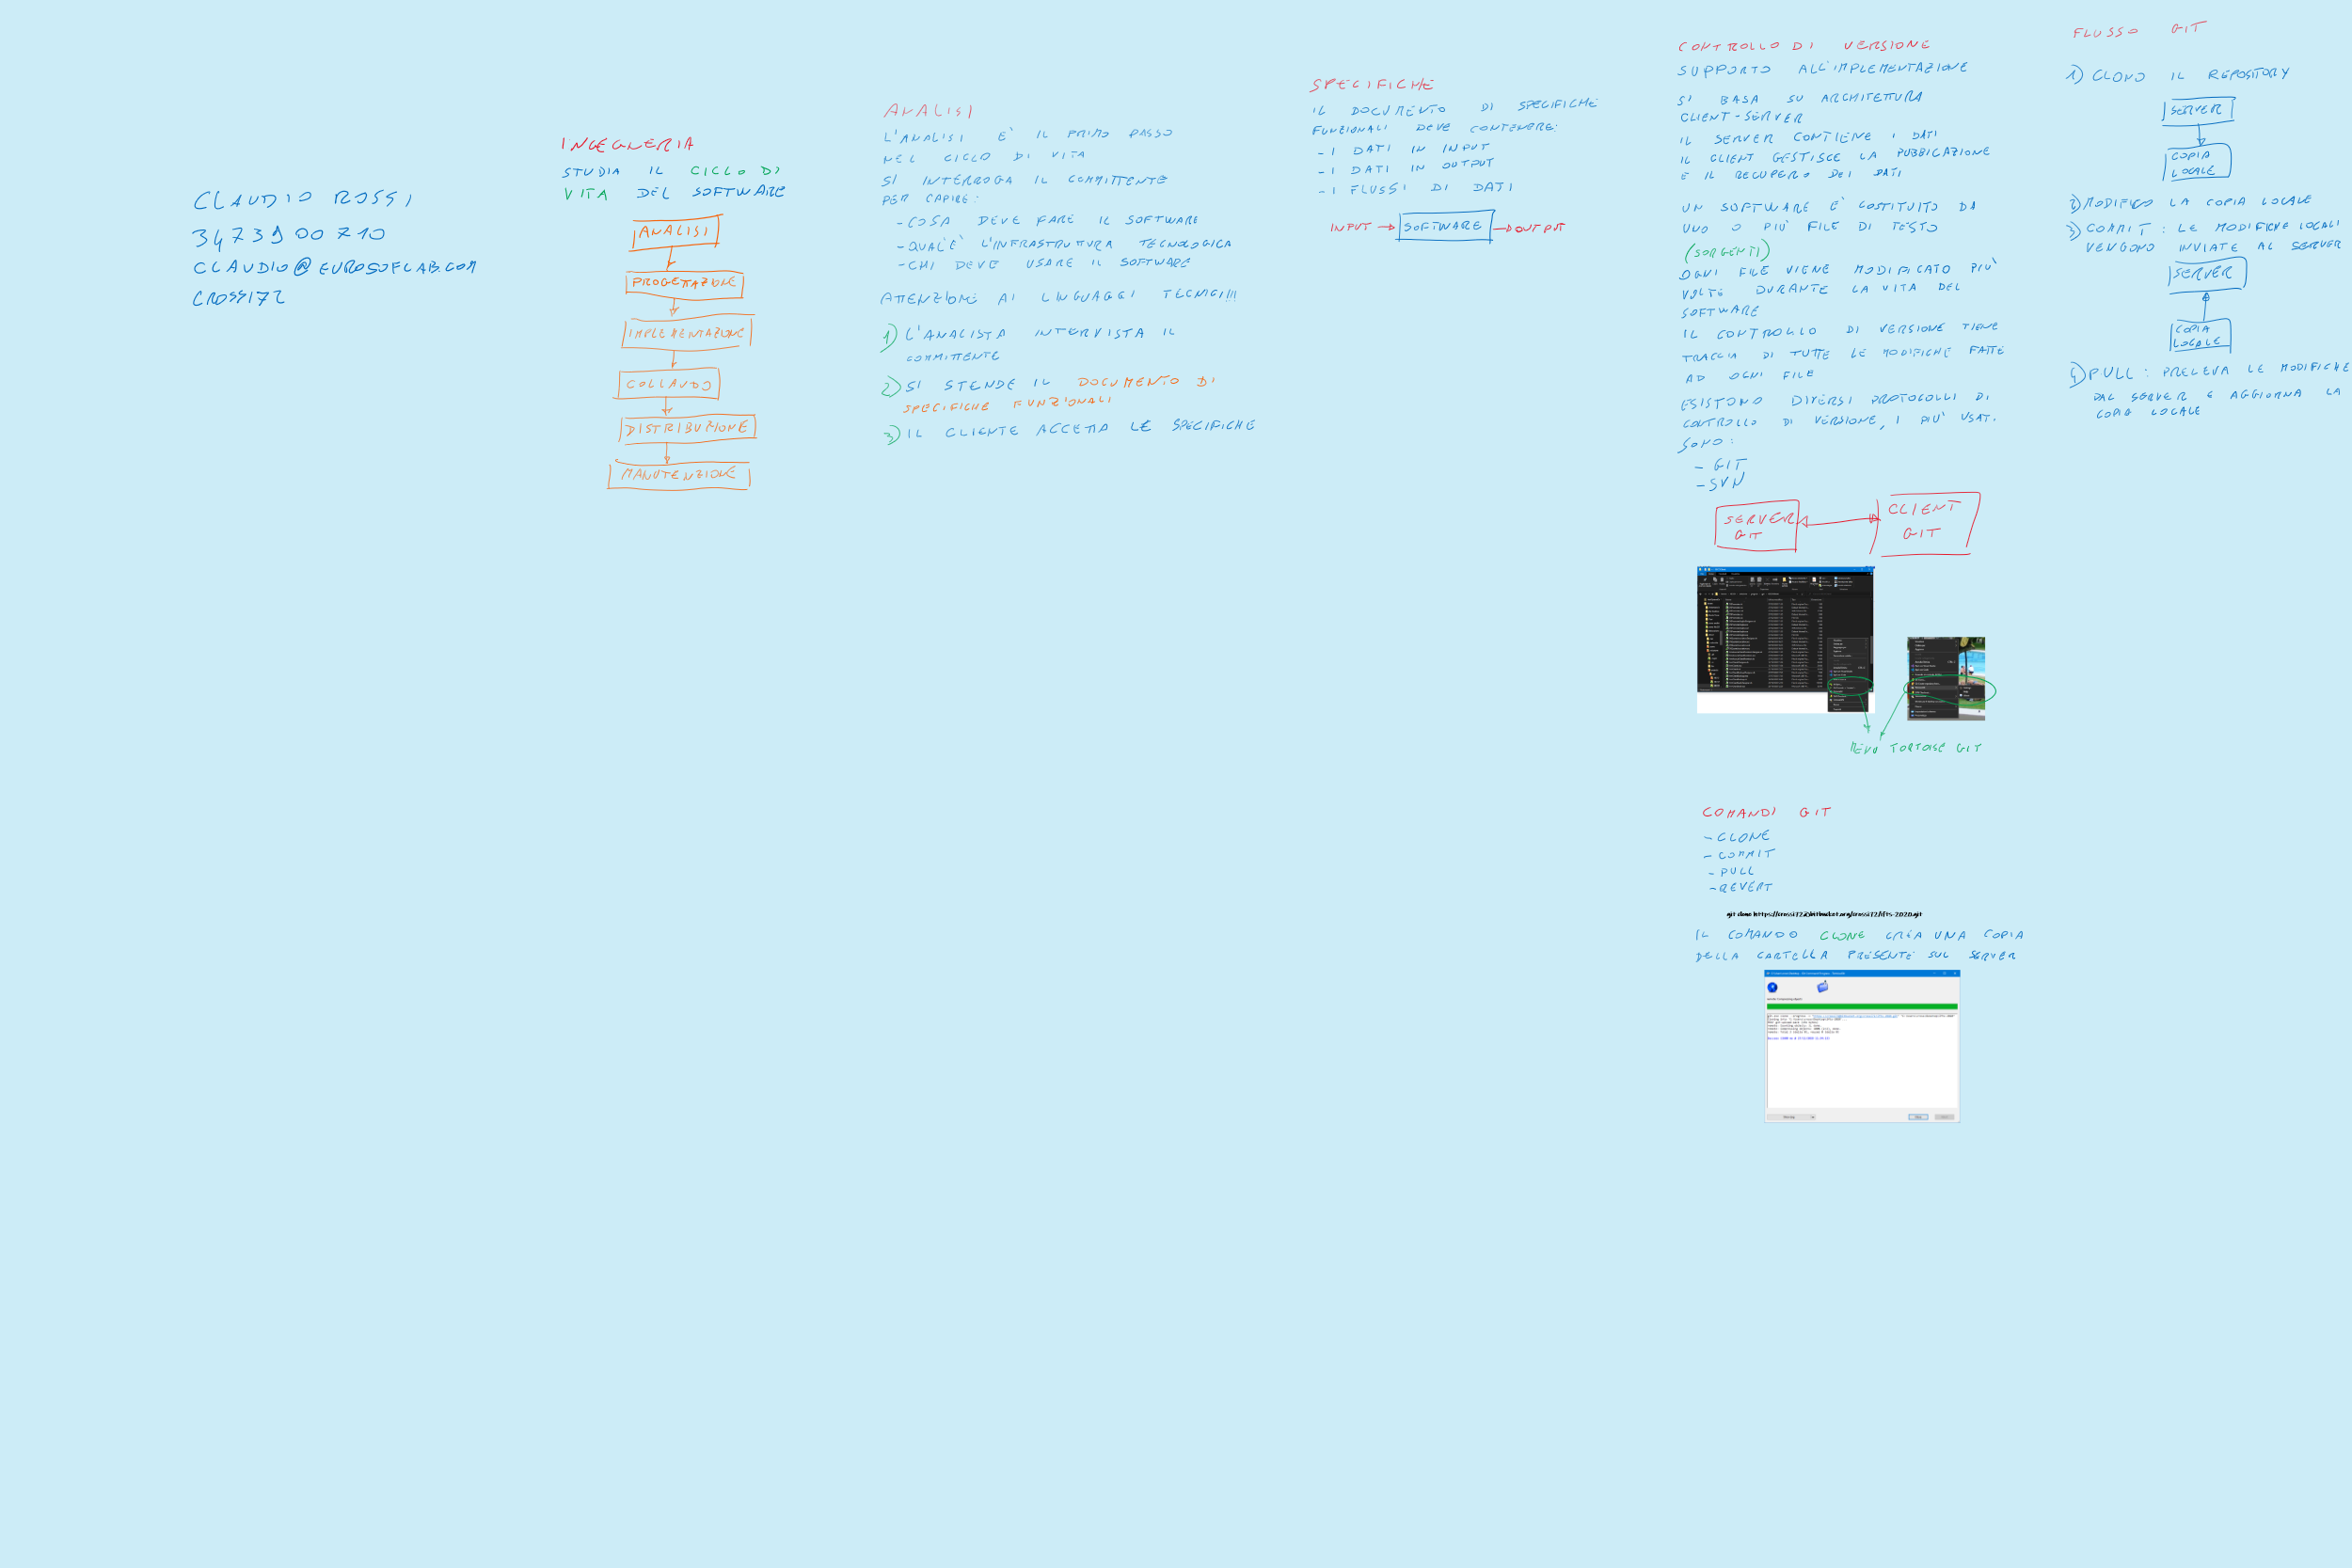 CLAUDIO ROSSI
3473900710
CLAUDIO@EUROSOFLAB.COM
CROSSI72
INGEGNERIA
STUDIA IL CICLO DI
VITA DEL SOFTWARE
ANALISI
PROGETTAZIONE
IMPLEMENTAZIONE
COLLAUDO
DISTRIBUZIONE
MANUTENZIONE
ANALISI
L'ANALISI E' IL PRIMO PASSO
NEL CICLO DI VITA
SI INTERROGA IL COMMITTENTE
PER CAPIRE:
- COSA DEVE FARE IL SOFTWARE
- QUAL'E' L'INFRASTRUTTURA TECNOLOGICA
- CHI DEVE USARE IL SOFTWARE
ATTENZIONE AI LINGUAGGI TECNICI!!!
1) L'ANALISTA INTERVISTA IL
COMMITTENTE
2) SI STENDE IL DOCUMENTO DI
SPECIFICHE FUNZIONALI
3) IL CLIENTE ACCETTA LE SPECIFICHE
SPECIFICHE
IL DOCUMENTO DI SPECIFICHE
FUNZIONALI DEVE CONTENERE:
- I DATI IN INPUT
- I DATI IN OUTPUT
- I FLUSSI DI DATI
INPUT SOFTWARE OUTPUT
CONTROLLO DI VERSIONE
SUPPORTO ALL'IMPLEMENTAZIONE
SI BASA SU ARCHITETTURA
CLIENT-SERVER
IL SERVER CONTIENE I DATI
IL CLIENT GESTISCE LA PUBBICAZIONE
E IL RECUPERO DEI DATI
UN SOFTWARE E' COSTITUITO DA
UNO O PIU' FILE DI TESTO
(SORGENTI)
OGNI FILE VIENE MODIFICATO PIU'
VOLTE DURANTE LA VITA DEL
SOFTWARE
IL CONTROLLO DI VERSIONE TIENE
TRACCIA DI TUTTE LE MODIFICHE FATTE
AD OGNI FILE
ESISTONO DIVERSI PROTOCOLLI DI
CONTROLLO DI VERSIONE, I PIU' USATI
SONO:
- GIT
- SVN
SERVER
GIT
CLIENT
GIT
MENU TORTOISE GIT
COMANDI GIT
- CLONE
- COMMIT
- PULL
- REVERT
git clone https://crossi72@bitbucket.org/crossi72/ifts-2020.git
IL COMANDO CLONE CREA UNA COPIA
DELLA CARTELLA PRESENTE SUL SERVER
FLUSSO GIT
1) CLONO IL REPOSITORY
SERVER
COPIA
LOCALE
2) MODIFICO LA COPIA LOCALE
3) COMMIT: LE MODIFICHE LOCALI
VENGONO INVIATE AL SERVER
SERVER
COPIA
LOCALE
4) PULL: PRELEVA LE MODIFICHE
DAL SERVER E AGGIORNA LA
COPIA LOCALE